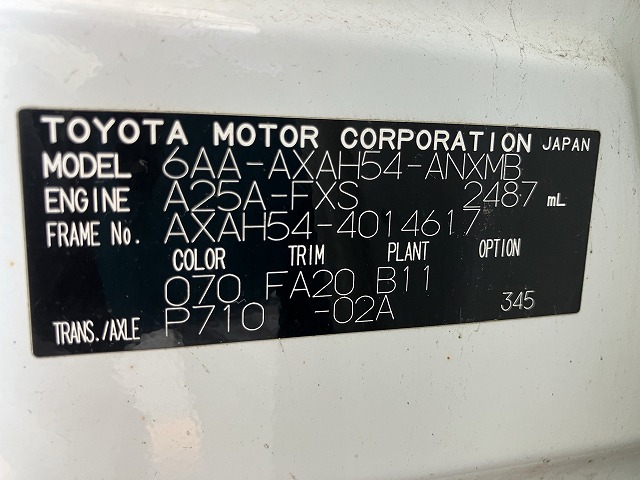 TOYOTA MOTOR CORPORATION JAPAN
MODEL 6AA-AXAH54-ANXMB
ENGINE A25A-FXS 2487 mL
FRAME No. AXAH54-4014617
COLOR TRIM PLANT OPTION
070 FA20 B11
TRANS./AXLE P710 -02A 345